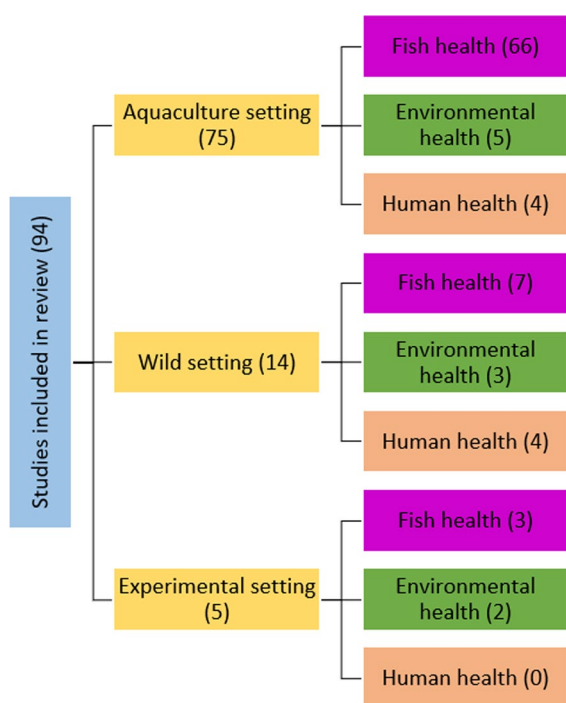 Studies included in review (94)
Aquaculture setting
(75)
Fish health (66)
Environmental
health (5)
Human health (4)
Wild setting (14)
Fish health (7)
Environmental
health (3)
Human health (4)
Experimental setting
(5)
Fish health (3)
Environmental
health (2)
Human health (0)